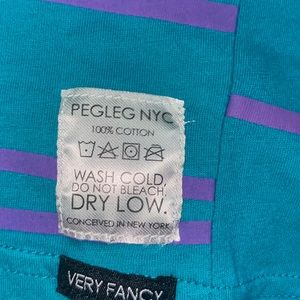 PEGLEG NYC
100% COTTON
WASH COLD.
DO NOT BLEACH.
DRY LOW.
CONCEIVED IN NEW YORK
VERY FANCY